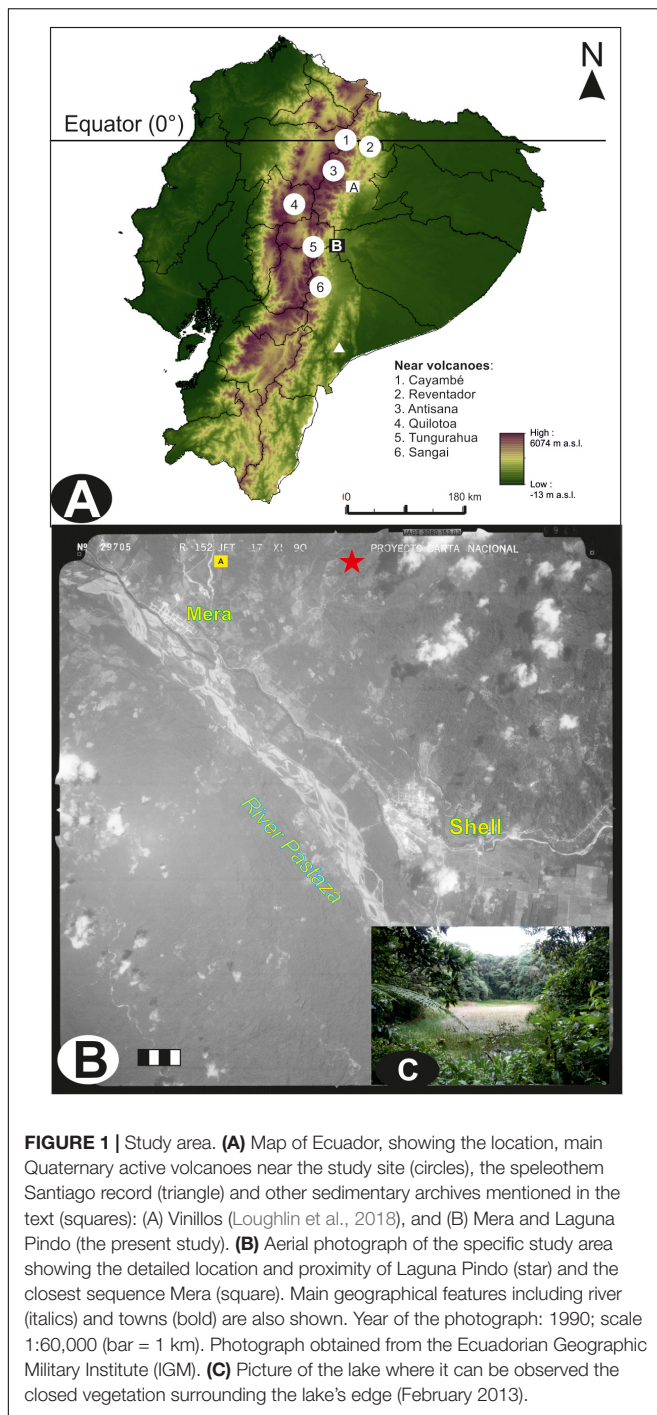 N
Equator (0°)
1
2
3
A
4
5
B
6
Near volcanoes:
1. Cayambé
2. Reventador
3. Antisana
4. Quilotoa
5. Tungurahua
6. Sangai
High :
6074 m a.s.l.
Low :
-13 m a.s.l.
A
180 km
Nº 29705 R-152 JET 17 XI 90 PROYECTO CARTA NACIONAL
A
Mera
River Pastaza
Shell
B
C
FIGURE 1 | Study area. (A) Map of Ecuador, showing the location, main
Quaternary active volcanoes near the study site (circles), the speleothem
Santiago record (triangle) and other sedimentary archives mentioned in the
text (squares): (A) Vinillos (Loughlin et al., 2018), and (B) Mera and Laguna
Pindo (the present study). (B) Aerial photograph of the specific study area
showing the detailed location and proximity of Laguna Pindo (star) and the
closest sequence Mera (square). Main geographical features including river
(italics) and towns (bold) are also shown. Year of the photograph: 1990; scale
1:60,000 (bar = 1 km). Photograph obtained from the Ecuadorian Geographic
Military Institute (IGM). (C) Picture of the lake where it can be observed the
closed vegetation surrounding the lake's edge (February 2013).